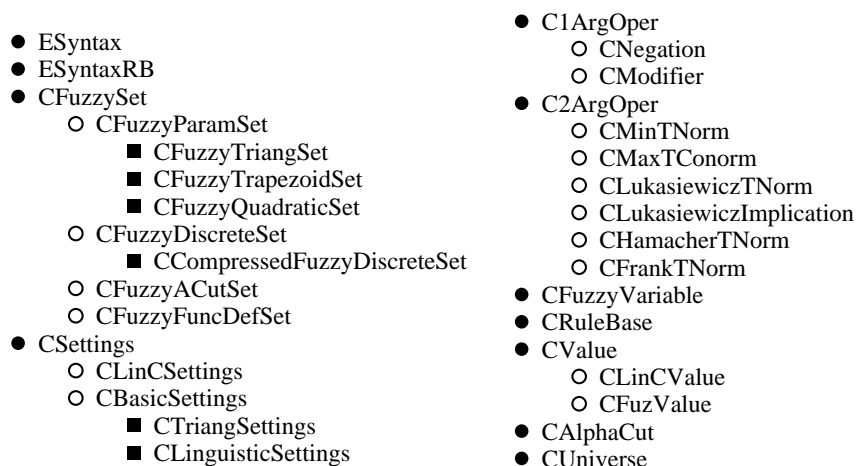 ESyntax
ESyntaxRB
CFuzzySet
CFuzzyParamSet
CFuzzyTriangSet
CFuzzyTrapezoidSet
CFuzzyQuadraticSet
CFuzzyDiscreteSet
CCompressedFuzzyDiscreteSet
CFuzzyACutSet
CFuzzyFuncDefSet
CSettings
CLinCSettings
CBasicSettings
CTriangSettings
CLinguisticSettings
C1ArgOper
CNegation
CModifier
C2ArgOper
CMinTNorm
CMaxTConorm
CLukasiewiczTNorm
CLukasiewiczImplication
CHamacherTNorm
CFrankTNorm
CFuzzyVariable
CRuleBase
CValue
CLinCValue
CFuzValue
CAlphaCut
CUniverse